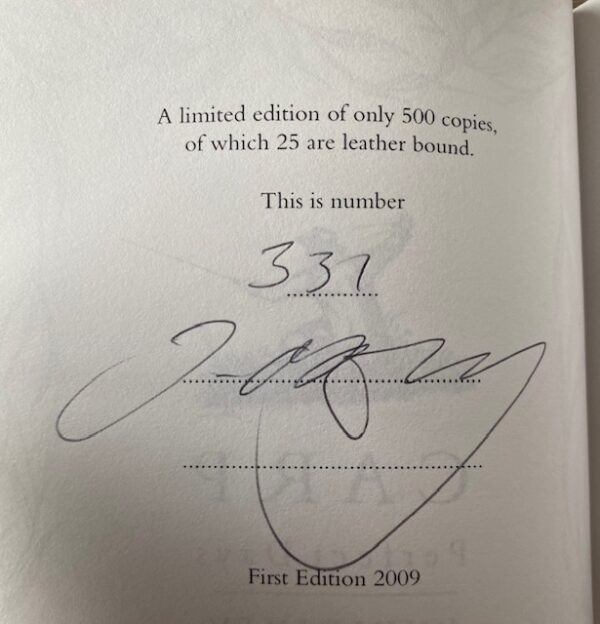 A limited edition of only 500 copies,
of which 25 are leather bound.
This is number
331
First Edition 2009